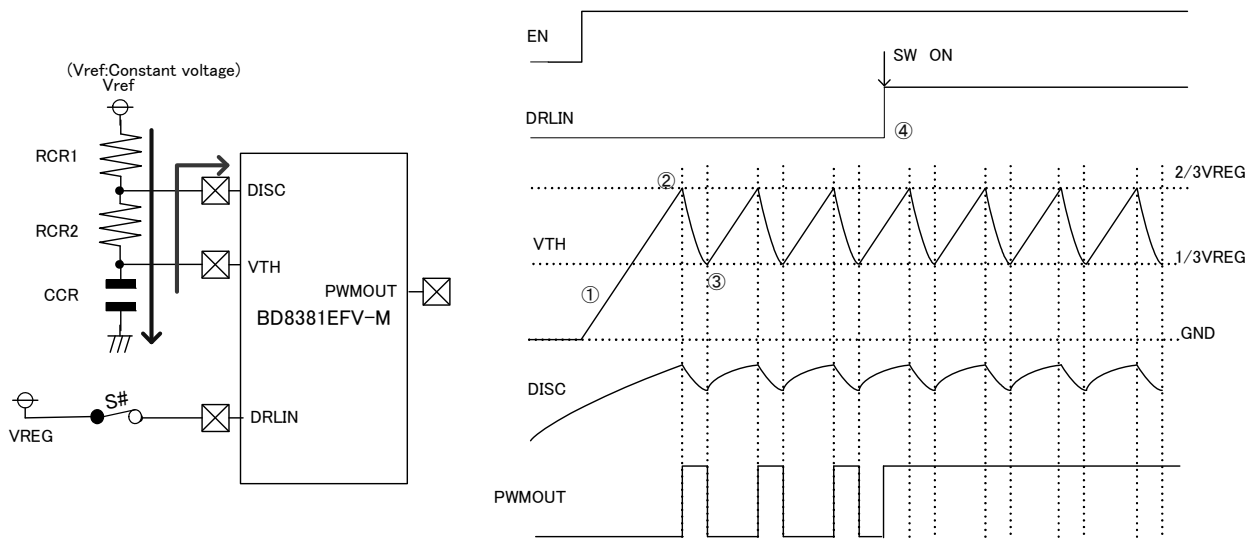 (Vref:Constant voltage)
Vref
RCR1
DISC
RCR2
VTH
CCR
PWMOUT
BD8381EFV-M
S#
DRLIN
VREG
EN
SW ON
DRLIN
④
2/3VREG
②
VTH
1/3VREG
①
③
GND
DISC
PWMOUT